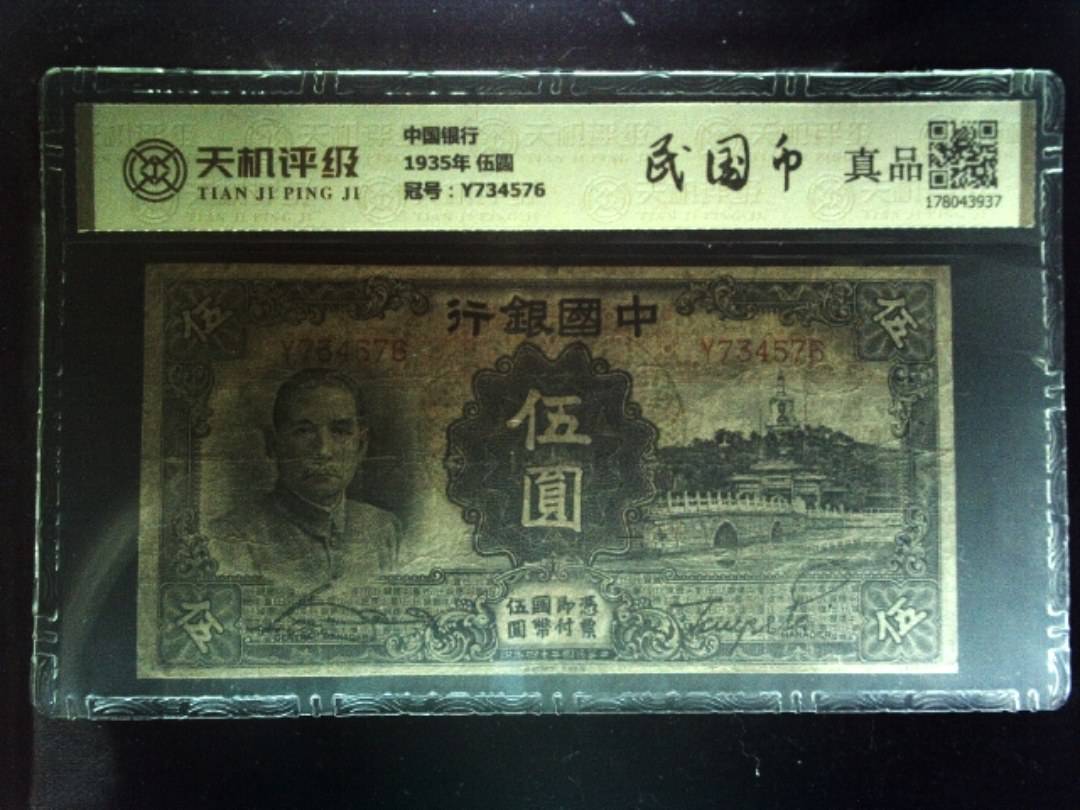 天机评级
TIAN JI PING JI
中国银行
1935年 伍圆
冠号：Y734576
民国币
真品
178043937
行銀國中
Y734576
Y734576
伍
伍
伍圓
憑票即付國幣伍圓
伍
伍